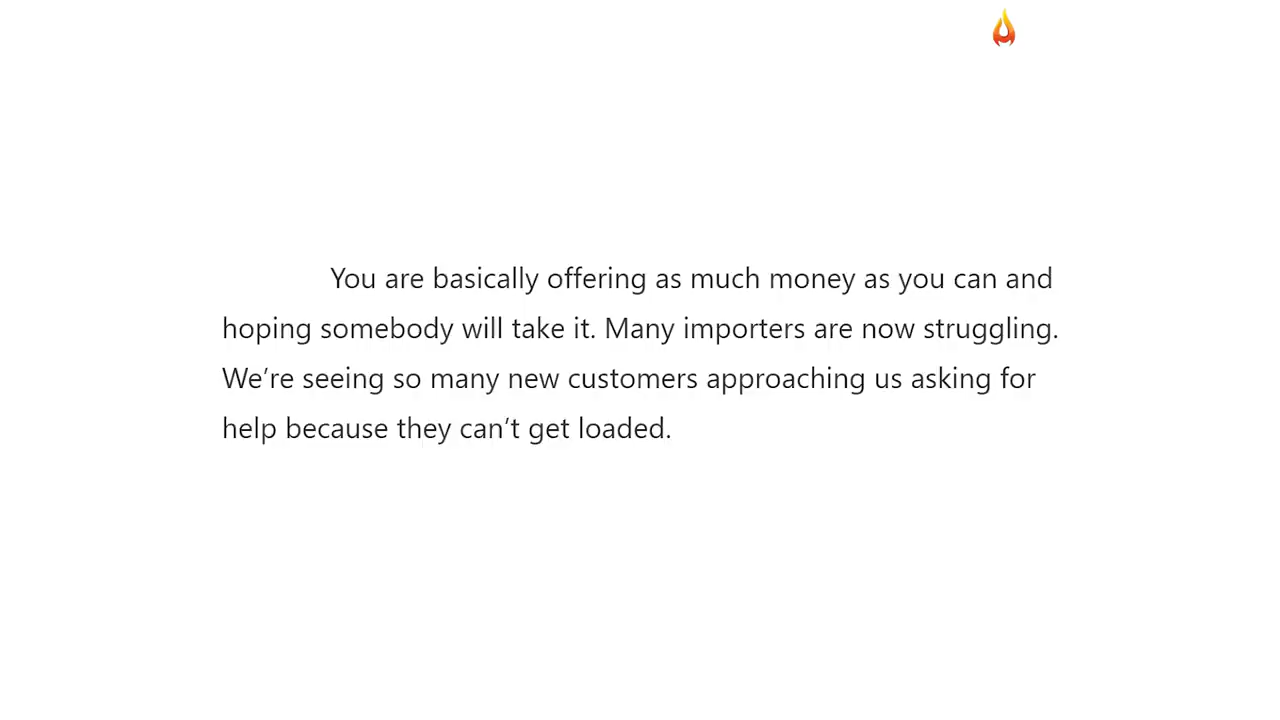 You are basically offering as much money as you can and
hoping somebody will take it. Many importers are now struggling.
We’re seeing so many new customers approaching us asking for
help because they can’t get loaded.